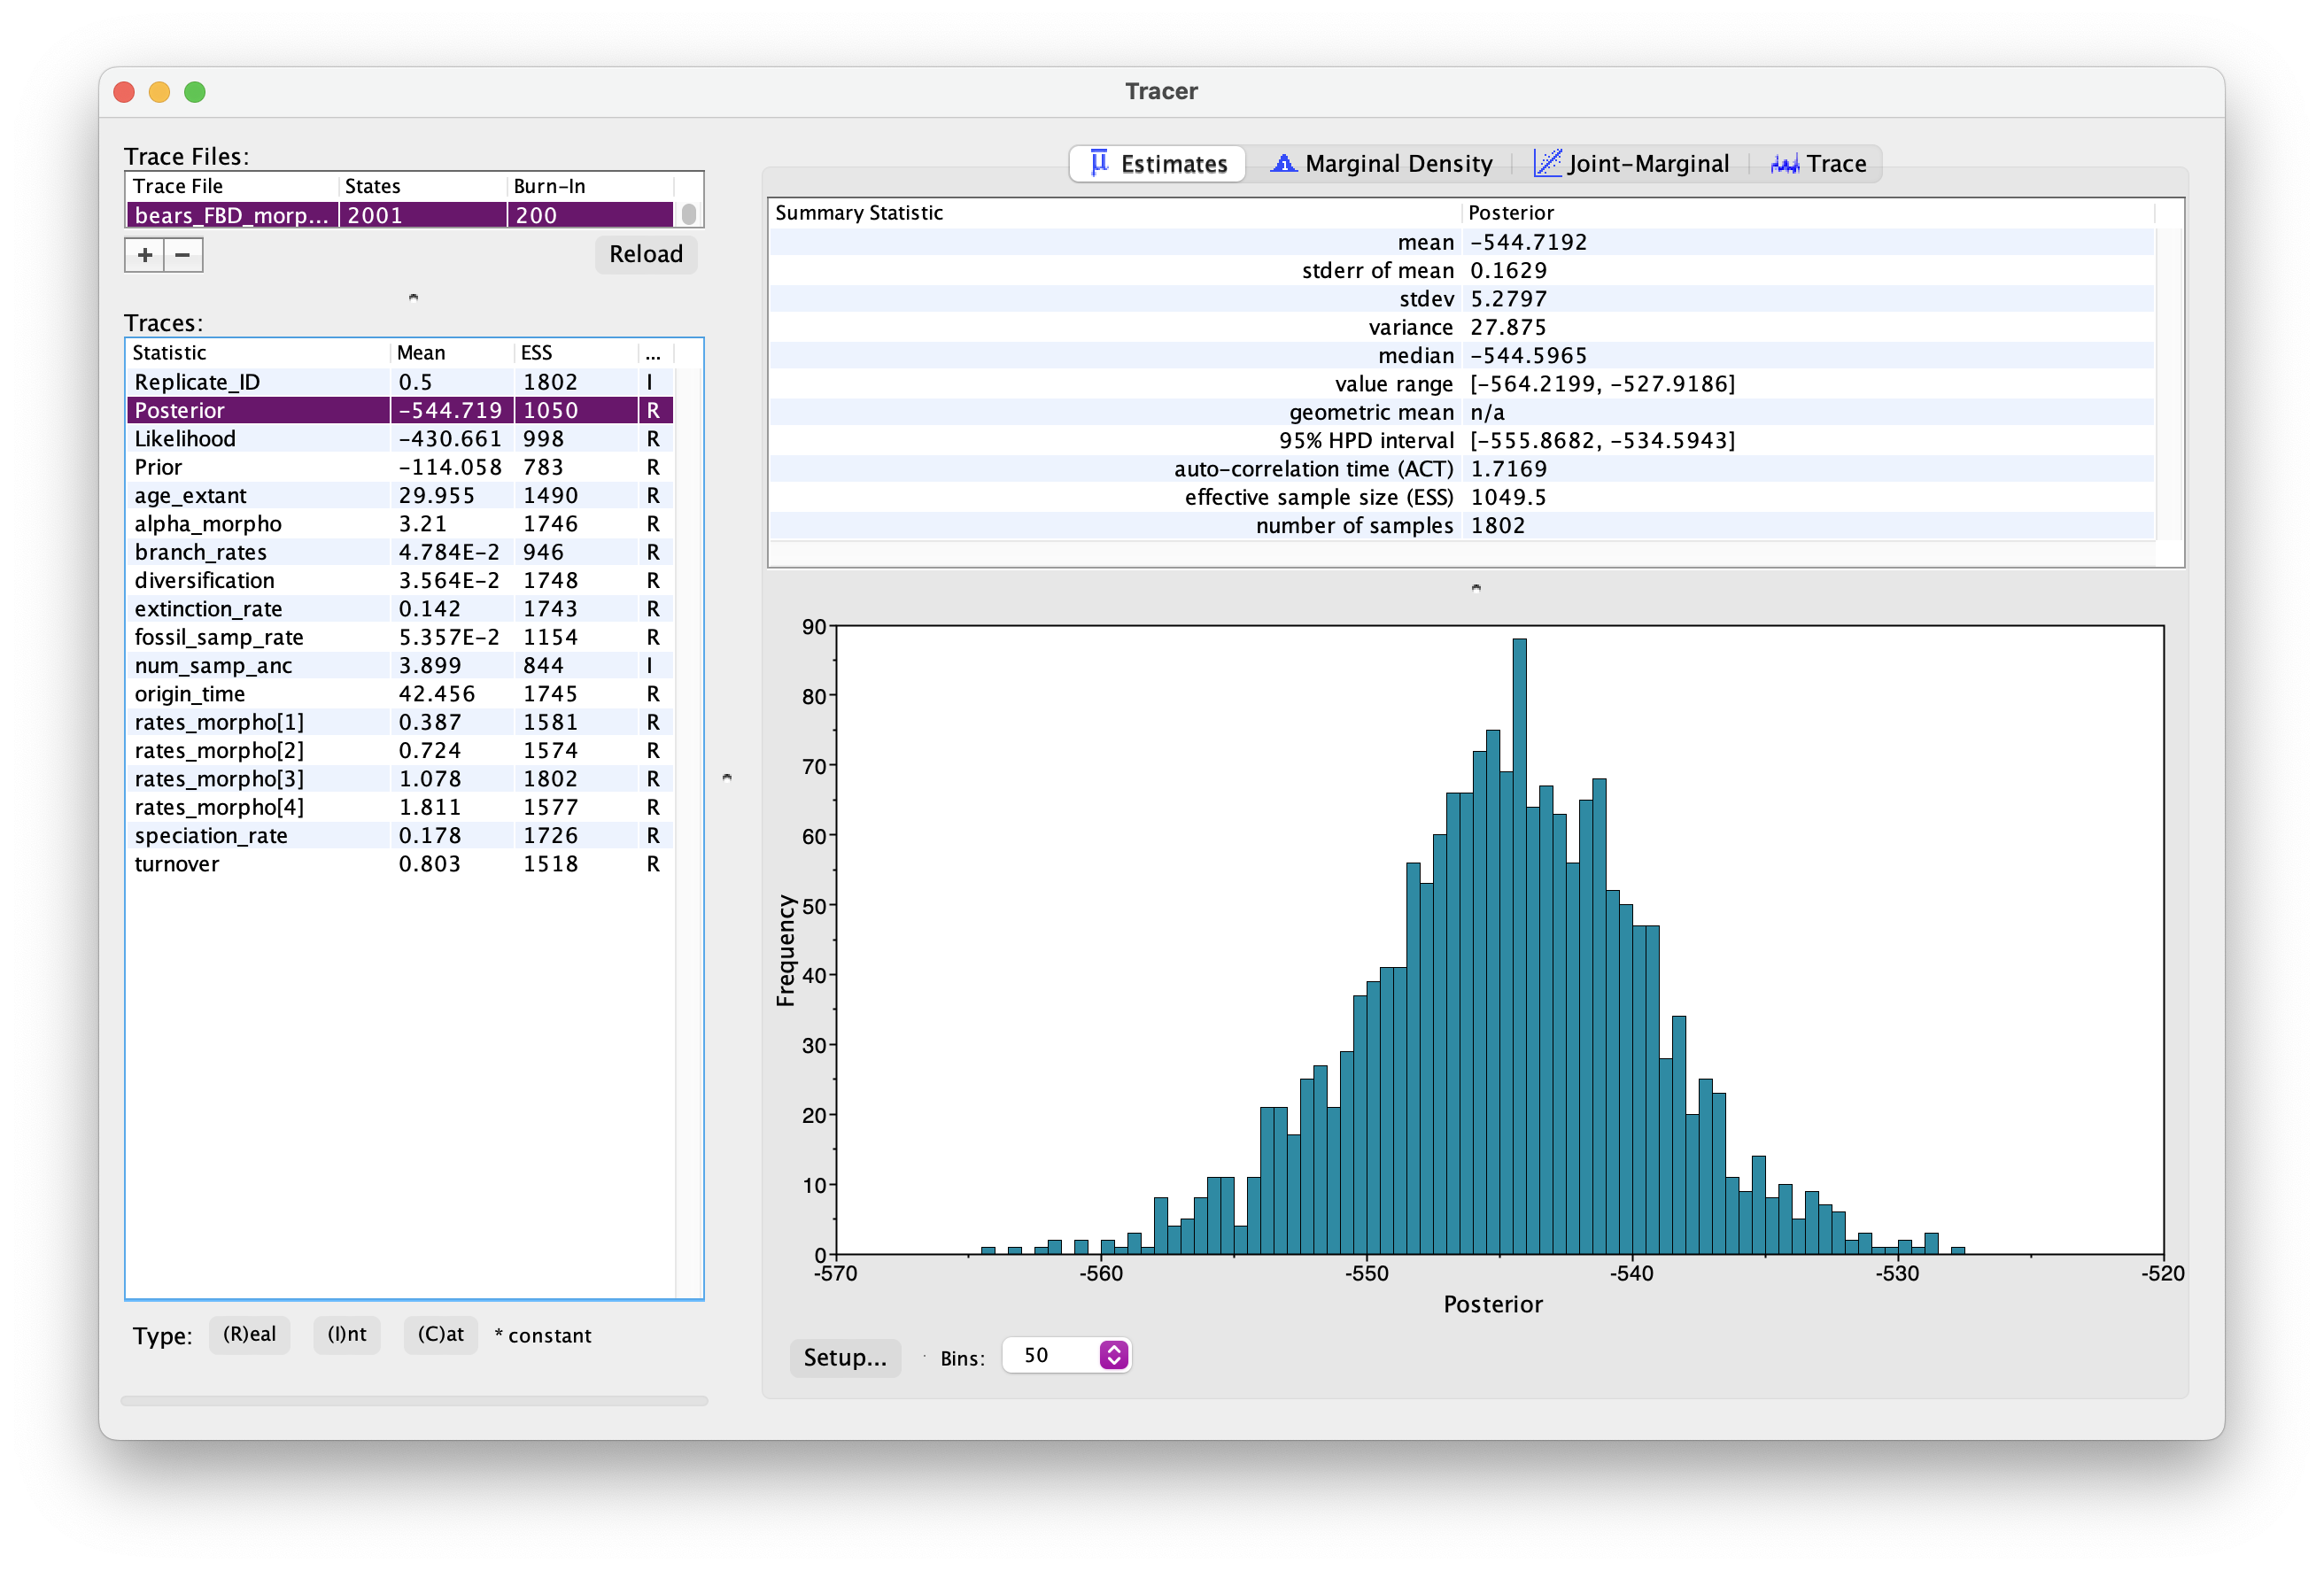 Tracer
Trace Files:
Trace File States Burn-In
bears_FBD_morp... 2001 200
+ −
Reload
Traces:
Statistic Mean ESS ...
Replicate_ID 0.5 1802 I
Posterior -544.719 1050 R
Likelihood -430.661 998 R
Prior -114.058 783 R
age_extant 29.955 1490 R
alpha_morpho 3.21 1746 R
branch_rates 4.784E-2 946 R
diversification 3.564E-2 1748 R
extinction_rate 0.142 1743 R
fossil_samp_rate 5.357E-2 1154 R
num_samp_anc 3.899 844 I
origin_time 42.456 1745 R
rates_morpho[1] 0.387 1581 R
rates_morpho[2] 0.724 1574 R
rates_morpho[3] 1.078 1802 R
rates_morpho[4] 1.811 1577 R
speciation_rate 0.178 1726 R
turnover 0.803 1518 R
Type: (R)eal (I)nt (C)at * constant
Estimates Marginal Density Joint-Marginal Trace
Summary Statistic Posterior
mean -544.7192
stderr of mean 0.1629
stdev 5.2797
variance 27.875
median -544.5965
value range [-564.2199, -527.9186]
geometric mean n/a
95% HPD interval [-555.8682, -534.5943]
auto-correlation time (ACT) 1.7169
effective sample size (ESS) 1049.5
number of samples 1802
90
80
70
60
50
40
30
20
10
0
Frequency
-570 -560 -550 -540 -530 -520
Posterior
Setup... Bins: 50